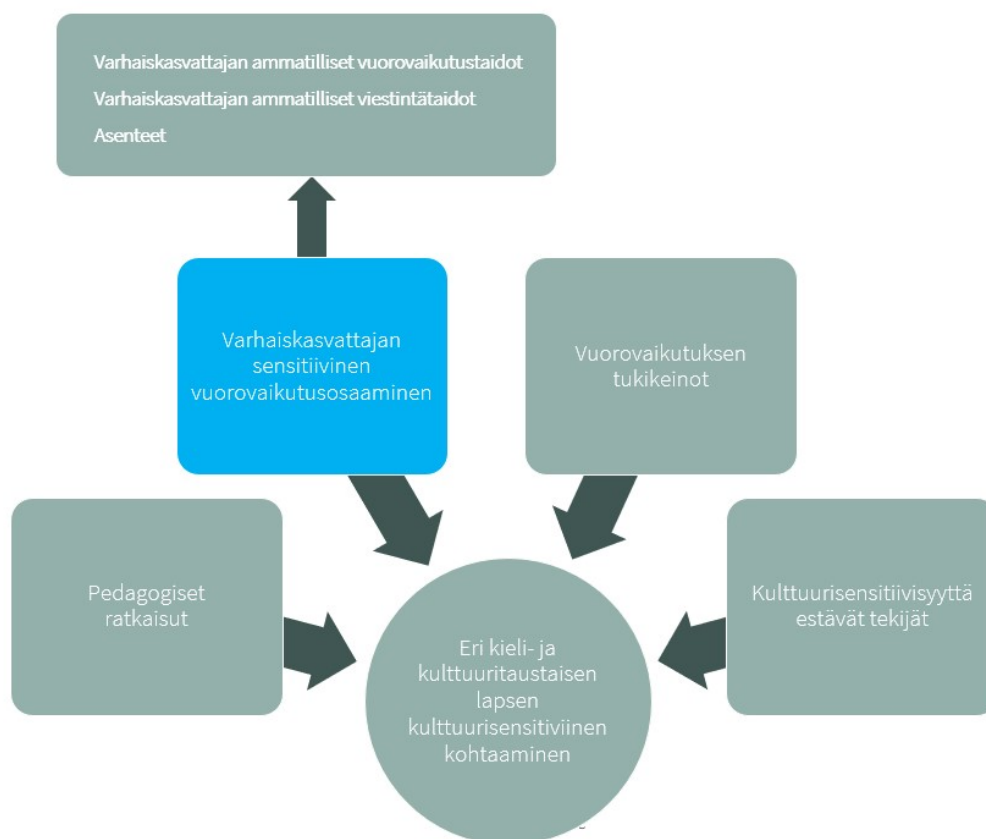 Varhaiskasvattajan ammatilliset vuorovaikutustaidot
Varhaiskasvattajan ammatilliset viestintätaidot
Asenteet
Varhaiskasvattajan
sensitiivinen
vuorovaikutusosaaminen
Vuorovaikutuksen
tukikeinot
Pedagogiset
ratkaisut
Kulttuurisensitiivisyyttä
estävät tekijät
Eri kieli- ja
kulttuuritaustaisen
lapsen
kulttuurisensitiviinen
kohtaaminen